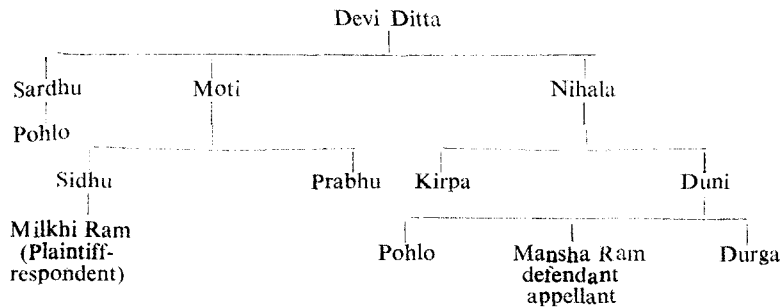 Devi Ditta
Sardhu Moti Nihala
Pohlo
Sidhu Prabhu Kirpa Duni
Milkhi Ram
(Plaintiff-
respondent)
Pohlo Mansha Ram Durga
defendant
appellant